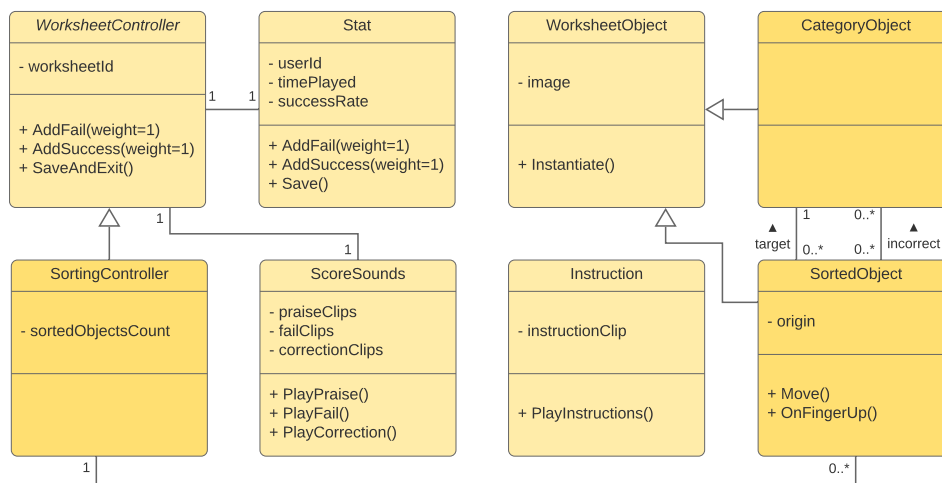 WorksheetController
- worksheetId
+ AddFail(weight=1)
+ AddSuccess(weight=1)
+ SaveAndExit()
1
1
Stat
- userId
- timePlayed
- successRate
+ AddFail(weight=1)
+ AddSuccess(weight=1)
+ Save()
WorksheetObject
- image
+ Instantiate()
CategoryObject
1
1
1
0..*
▲
target
0..*
0..*
▲
incorrect
SortingController
- sortedObjectsCount
1
ScoreSounds
- praiseClips
- failClips
- correctionClips
+ PlayPraise()
+ PlayFail()
+ PlayCorrection()
Instruction
- instructionClip
+ PlayInstructions()
SortedObject
- origin
+ Move()
+ OnFingerUp()
0..*